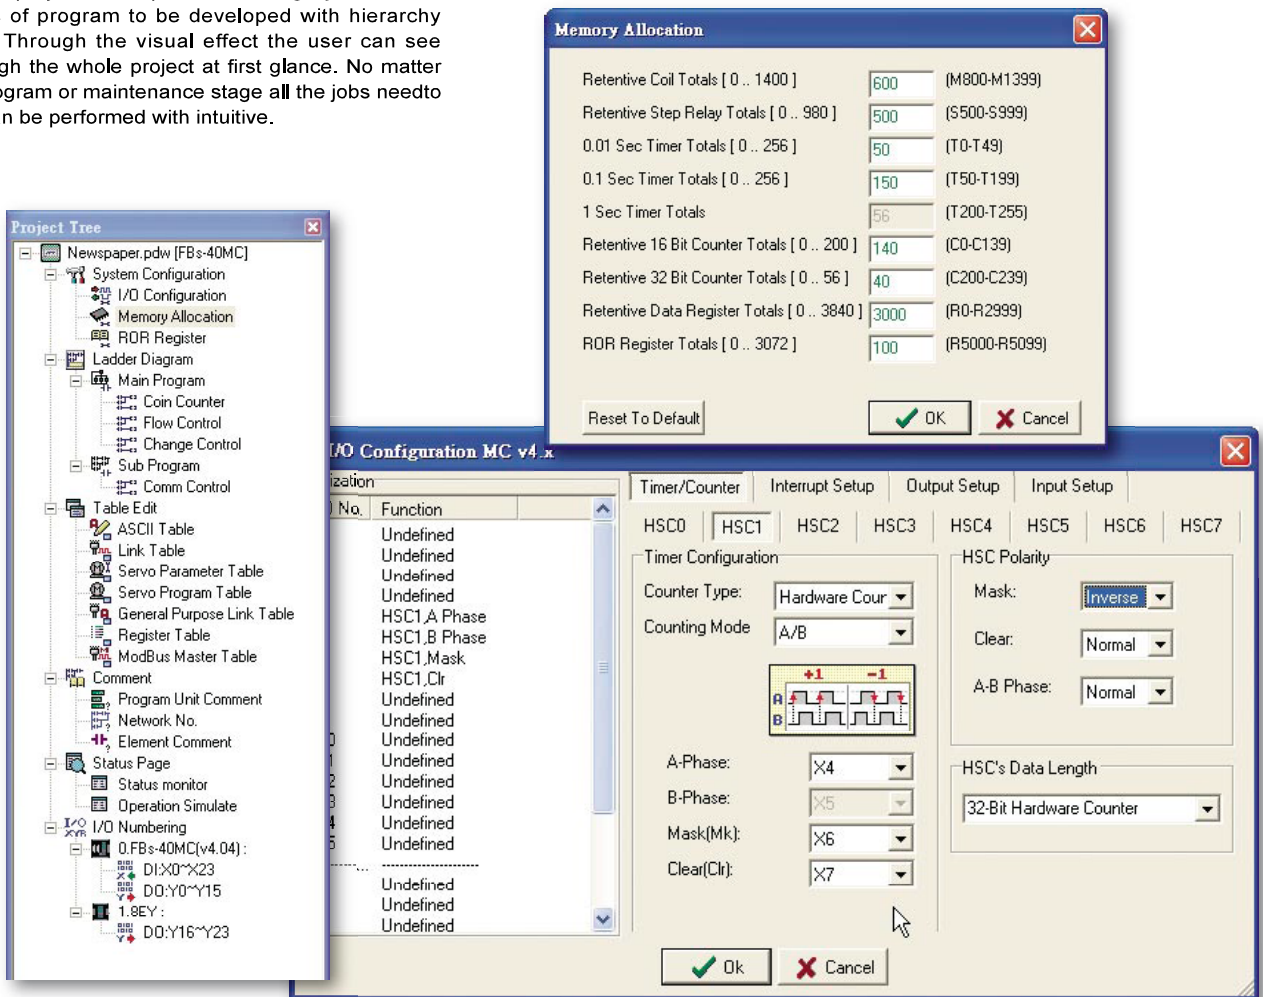 of program to be developed with hierarchy
Through the visual effect the user can see
the whole project at first glance. No matter
or maintenance stage all the jobs needto
be performed with intuitive.
Memory Allocation
Retentive Coil Totals [ 0 .. 1400 ] 600 (M800-M1399)
Retentive Step Relay Totals [ 0 .. 980 ] 500 (S500-S999)
0.01 Sec Timer Totals [ 0 .. 256 ] 50 (T0-T49)
0.1 Sec Timer Totals [ 0 .. 256 ] 150 (T50-T199)
1 Sec Timer Totals 56 (T200-T255)
Retentive 16 Bit Counter Totals [ 0 .. 200 ] 140 (C0-C139)
Retentive 32 Bit Counter Totals [ 0 .. 56 ] 40 (C200-C239)
Retentive Data Register Totals [ 0 .. 3840 ] 3000 (R0-R2999)
ROR Register Totals [ 0 .. 3072 ] 100 (R5000-R5099)
Reset To Default OK Cancel
Project Tree
Newspaper.pdw [FBs-40MC]
System Configuration
I/O Configuration
Memory Allocation
ROR Register
Ladder Diagram
Main Program
Coin Counter
Flow Control
Change Control
Sub Program
Comm Control
Table Edit
ASCII Table
Link Table
Servo Parameter Table
Servo Program Table
General Purpose Link Table
Register Table
ModBus Master Table
Comment
Program Unit Comment
Network No.
Element Comment
Status Page
Status monitor
Operation Simulate
I/O Numbering
0.FBs-40MC(v4.04) :
DI:X0~X23
DO:Y0~Y15
1.8EY :
DO:Y16~Y23
I/O Configuration MC v4.x
No. Function
Undefined
Undefined
Undefined
Undefined
HSC1,A Phase
HSC1,B Phase
HSC1,Mask
HSC1,Clr
Undefined
Undefined
Undefined
Undefined
Undefined
Undefined
Undefined
Undefined
Undefined
Undefined
Undefined
Timer/Counter Interrupt Setup Output Setup Input Setup
HSC0 HSC1 HSC2 HSC3 HSC4 HSC5 HSC6 HSC7
Timer Configuration
Counter Type: Hardware Cour
Counting Mode A/B
+1 -1
A
B
A-Phase: X4
B-Phase: X5
Mask(Mk): X6
Clear(Clr): X7
HSC Polarity
Mask: Inverse
Clear: Normal
A-B Phase: Normal
HSC's Data Length
32-Bit Hardware Counter
Ok Cancel